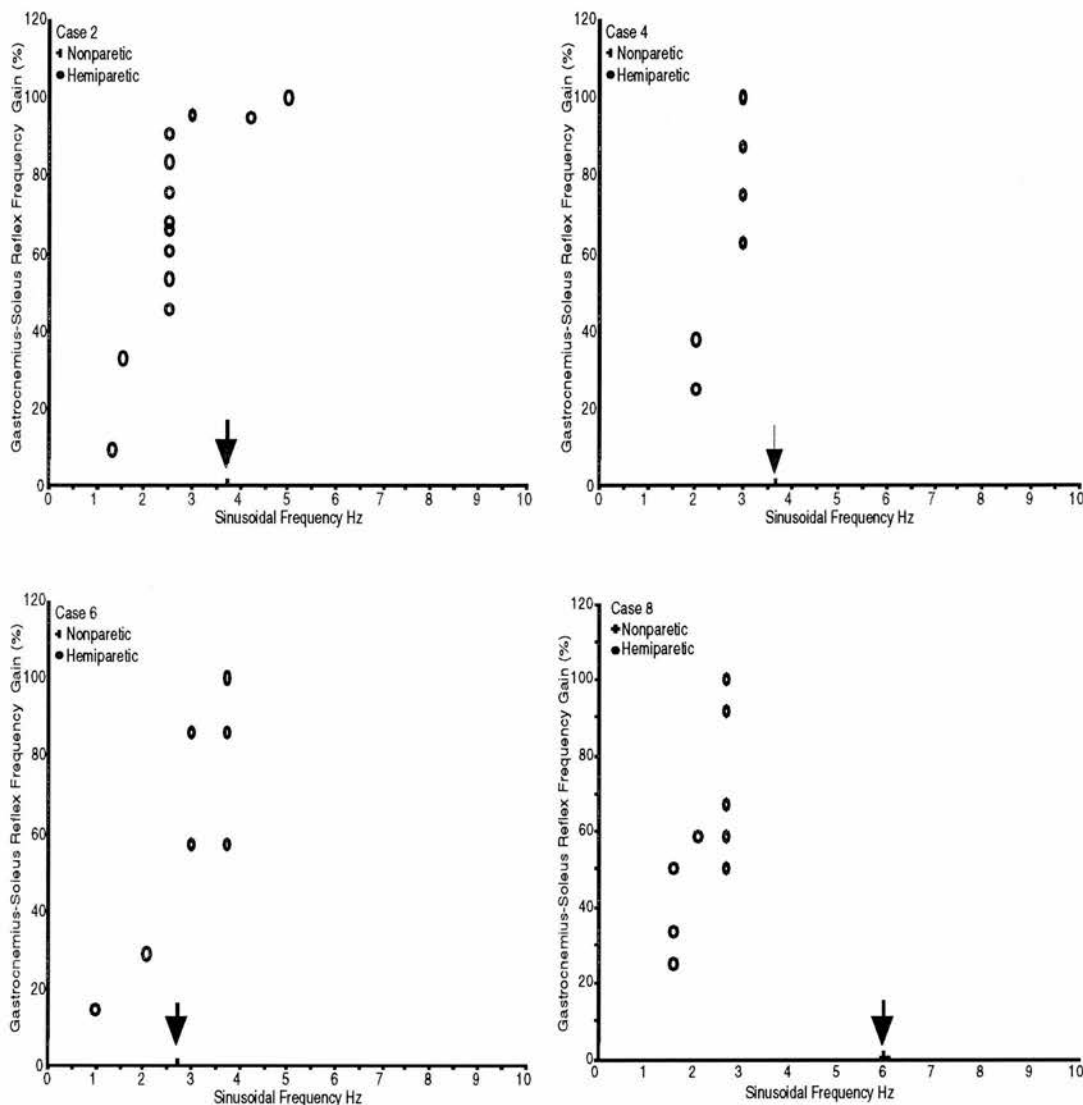 Case 2
Nonparetic
Hemiparetic
Gastrocnemius-Soleus Reflex Frequency Gain (%)
120
100
80
60
40
20
0
0 1 2 3 4 5 6 7 8 9 10
Sinusoidal Frequency Hz
Case 4
Nonparetic
Hemiparetic
Gastrocnemius-Soleus Reflex Frequency Gain (%)
120
100
80
60
40
20
0
0 1 2 3 4 5 6 7 8 9 10
Sinusoidal Frequency Hz
Case 6
Nonparetic
Hemiparetic
Gastrocnemius-Soleus Reflex Frequency Gain (%)
120
100
80
60
40
20
0
0 1 2 3 4 5 6 7 8 9 10
Sinusoidal Frequency Hz
Case 8
Nonparetic
Hemiparetic
Gastrocnemius-Soleus Reflex Frequency Gain (%)
120
100
80
60
40
20
0
0 1 2 3 4 5 6 7 8 9 10
Sinusoidal Frequency Hz